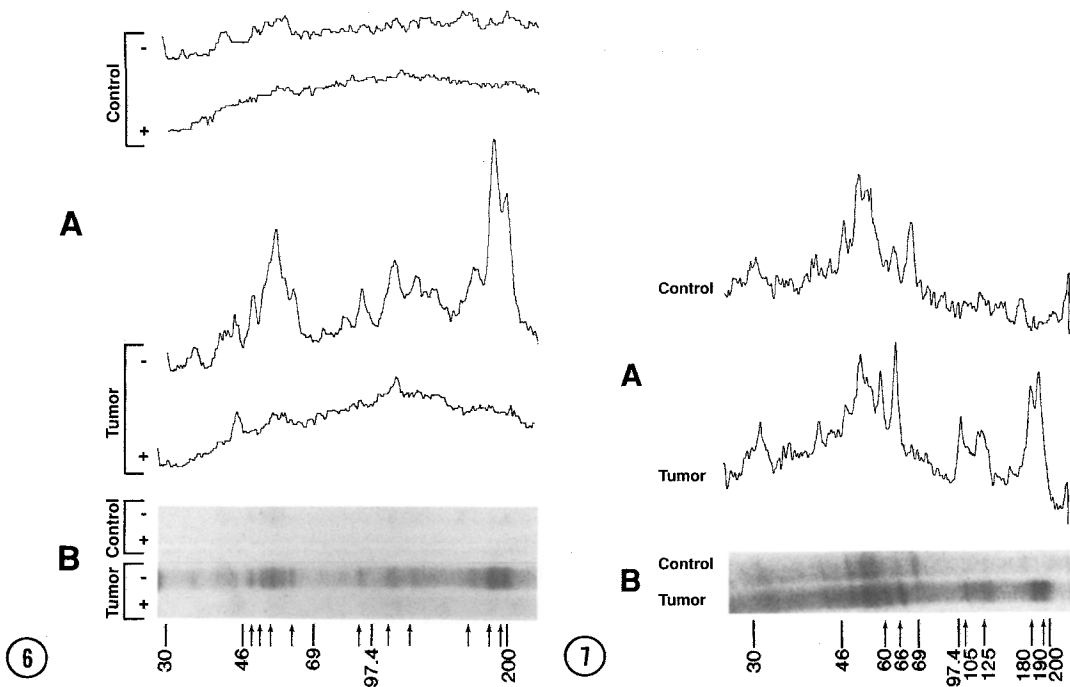 Control
-
+
A
Tumor
-
+
B
Control
-
+
Tumor
-
+
30
46
69
97.4
200
6
Control
A
Tumor
B
Control
Tumor
30
46
60
66
69
97.4
105
125
180
190
200
7